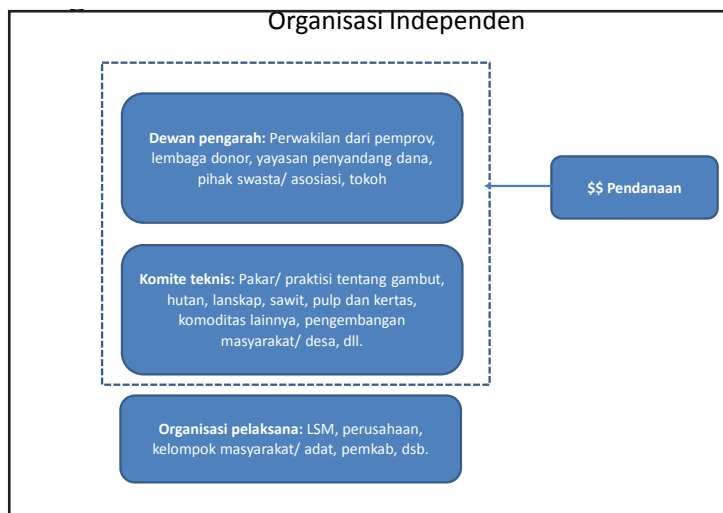 Organisasi Independen
Dewan pengarah: Perwakilan dari pemprov,
lembaga donor, yayasan penyandang dana,
pihak swasta/ asosiasi, tokoh
$$ Pendanaan
Komite teknis: Pakar/ praktisi tentang gambut,
hutan, lanskap, sawit, pulp dan kertas,
komoditas lainnya, pengembangan
masyarakat/ desa, dll.
Organisasi pelaksana: LSM, perusahaan,
kelompok masyarakat/ adat, pemkab, dsb.